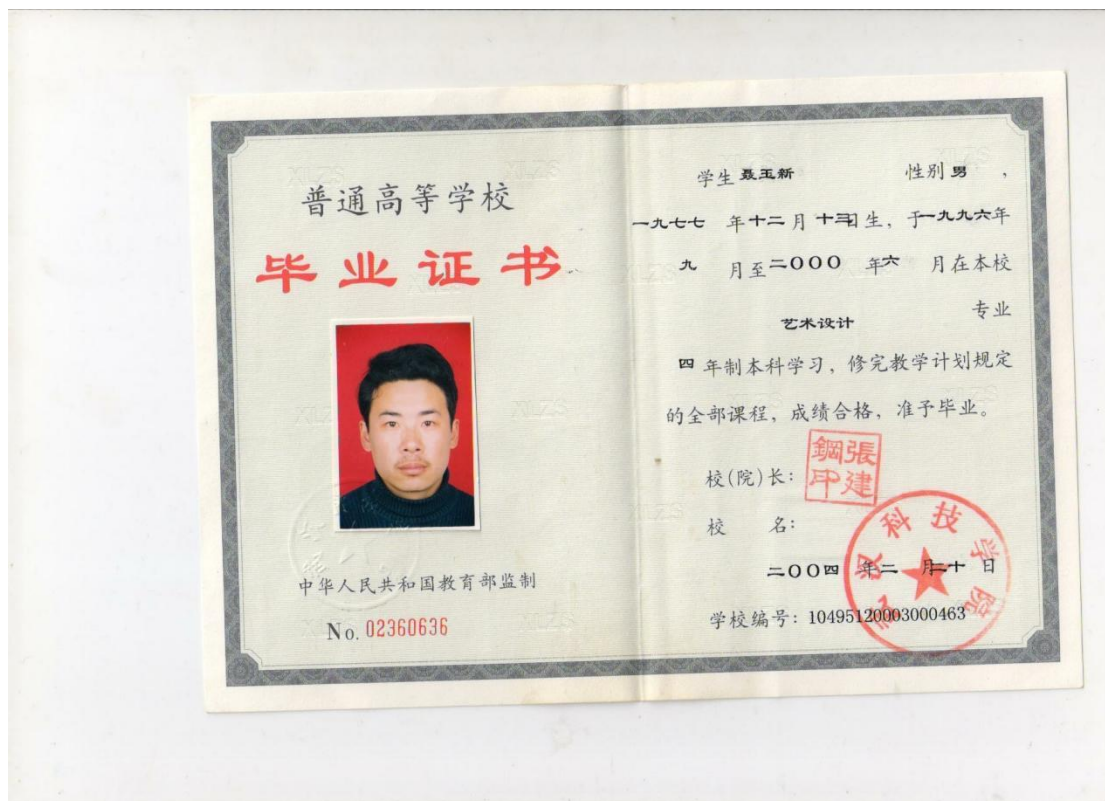 普通高等学校
毕业证书
中华人民共和国教育部监制
No. 02360636
学生 聂玉新 性别 男 ，
一九七七 年十二月 十三日生，于一九九六年
九 月至二000 年六 月在本校
专业
艺术设计
四 年制本科学习，修完教学计划规定
的全部课程，成绩合格，准予毕业。
校(院)长：
張建鋼印
校 名：
武汉科技学院
二00四 年二 月二十 日
学校编号：10495120003000463
XLZS